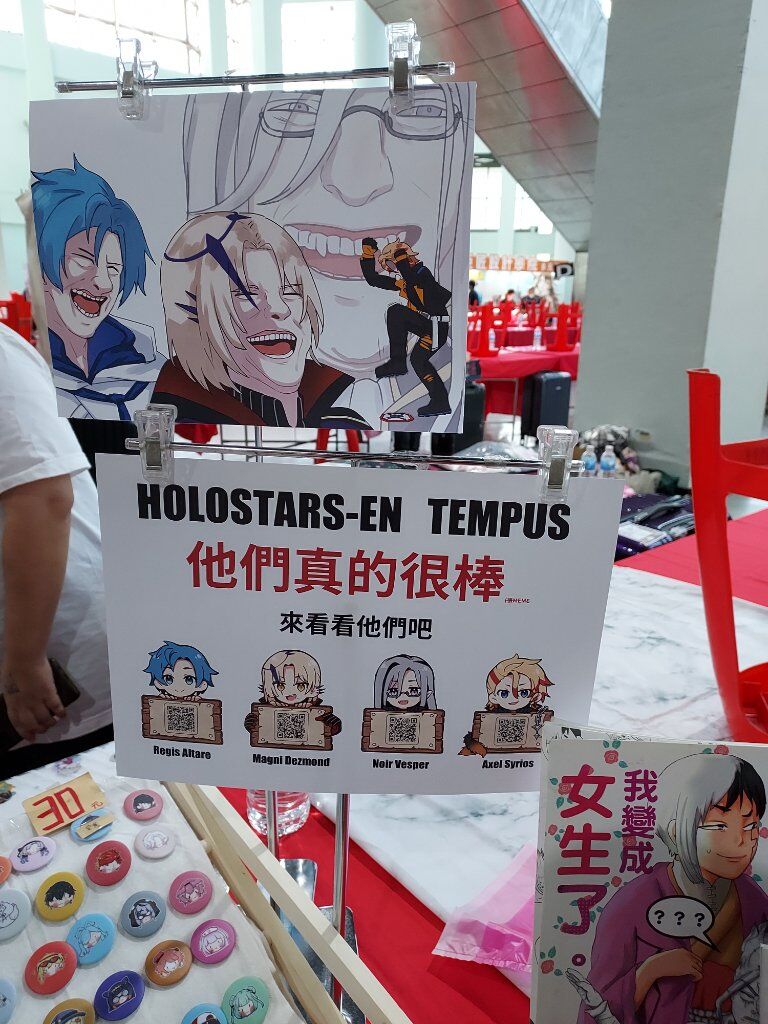 HOLOSTARS-EN TEMPUS
他們真的很棒
來看看他們吧
Regis Altare
Magni Dezmond
Noir Vesper
Axel Syrios
30元
我變成
女生了。
???